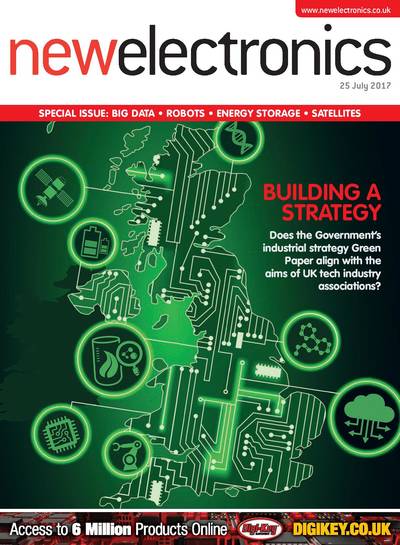 www.newelectronics.co.uk
newelectronics
25 July 2017
SPECIAL ISSUE: BIG DATA • ROBOTS • ENERGY STORAGE • SATELLITES
BUILDING A
STRATEGY
Does the Government's
industrial strategy Green
Paper align with the
aims of UK tech industry
associations?
Access to 6 Million Products Online
Digi-Key
DIGIKEY.CO.UK